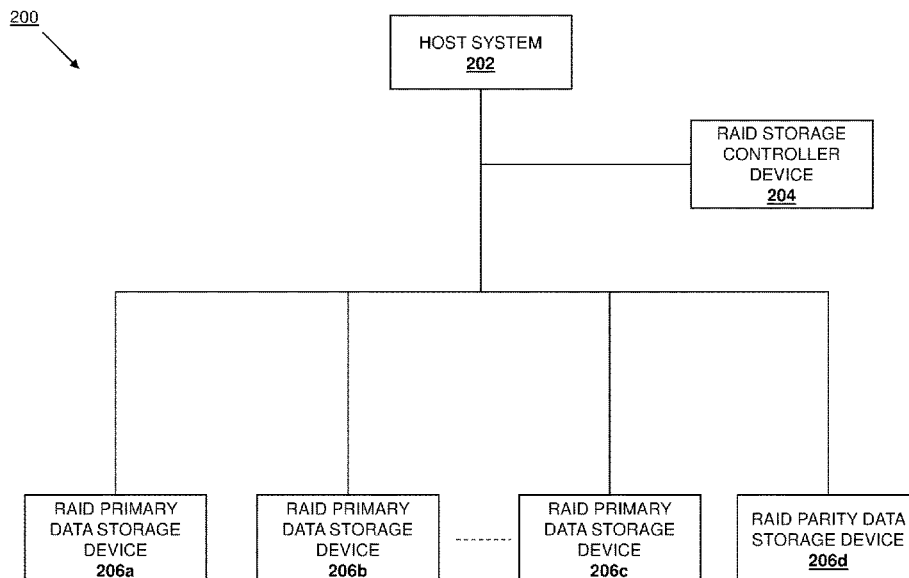 200
HOST SYSTEM
202
RAID STORAGE
CONTROLLER
DEVICE
204
RAID PRIMARY
DATA STORAGE
DEVICE
206a
RAID PRIMARY
DATA STORAGE
DEVICE
206b
RAID PRIMARY
DATA STORAGE
DEVICE
206c
RAID PARITY DATA
STORAGE DEVICE
206d